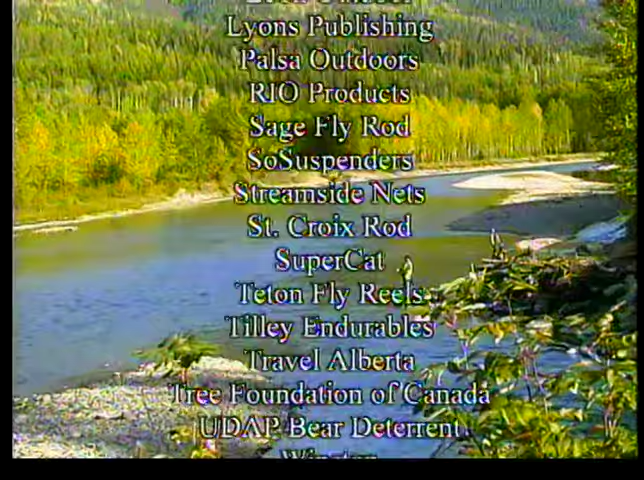 Lyons Publishing
Palsa Outdoors
RIO Products
Sage Fly Rod
SoSuspenders
Streamside Nets
St. Croix Rod
SuperCat
Teton Fly Reels
Tilley Endurables
Travel Alberta
Tree Foundation of Canada
UDAP Bear Deterrent